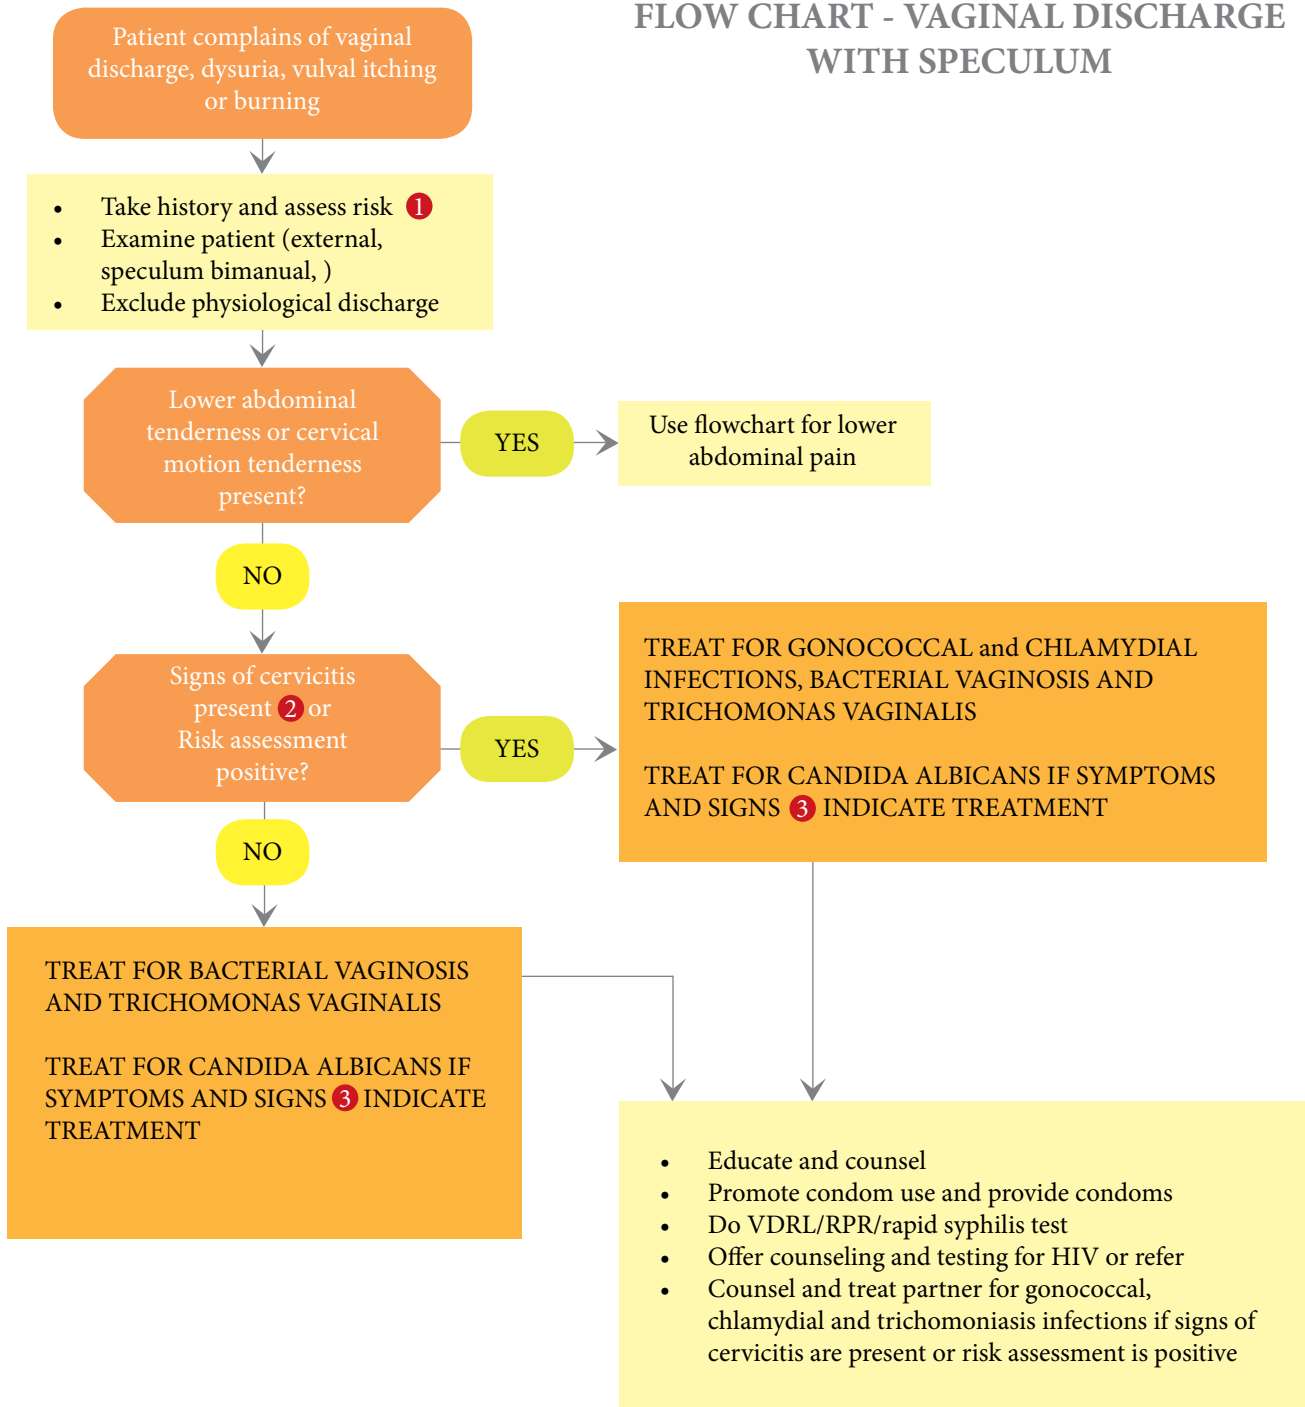 FLOW CHART - VAGINAL DISCHARGE
WITH SPECULUM
Patient complains of vaginal
discharge, dysuria, vulval itching
or burning
• Take history and assess risk 1
• Examine patient (external,
speculum bimanual, )
• Exclude physiological discharge
Lower abdominal
tenderness or cervical
motion tenderness
present?
YES
Use flowchart for lower
abdominal pain
NO
Signs of cervicitis
present 2 or
Risk assessment
positive?
YES
TREAT FOR GONOCOCCAL and CHLAMYDIAL
INFECTIONS, BACTERIAL VAGINOSIS AND
TRICHOMONAS VAGINALIS
TREAT FOR CANDIDA ALBICANS IF SYMPTOMS
AND SIGNS 3 INDICATE TREATMENT
NO
TREAT FOR BACTERIAL VAGINOSIS
AND TRICHOMONAS VAGINALIS
TREAT FOR CANDIDA ALBICANS IF
SYMPTOMS AND SIGNS 3 INDICATE
TREATMENT
• Educate and counsel
• Promote condom use and provide condoms
• Do VDRL/RPR/rapid syphilis test
• Offer counseling and testing for HIV or refer
• Counsel and treat partner for gonococcal,
chlamydial and trichomoniasis infections if signs of
cervicitis are present or risk assessment is positive